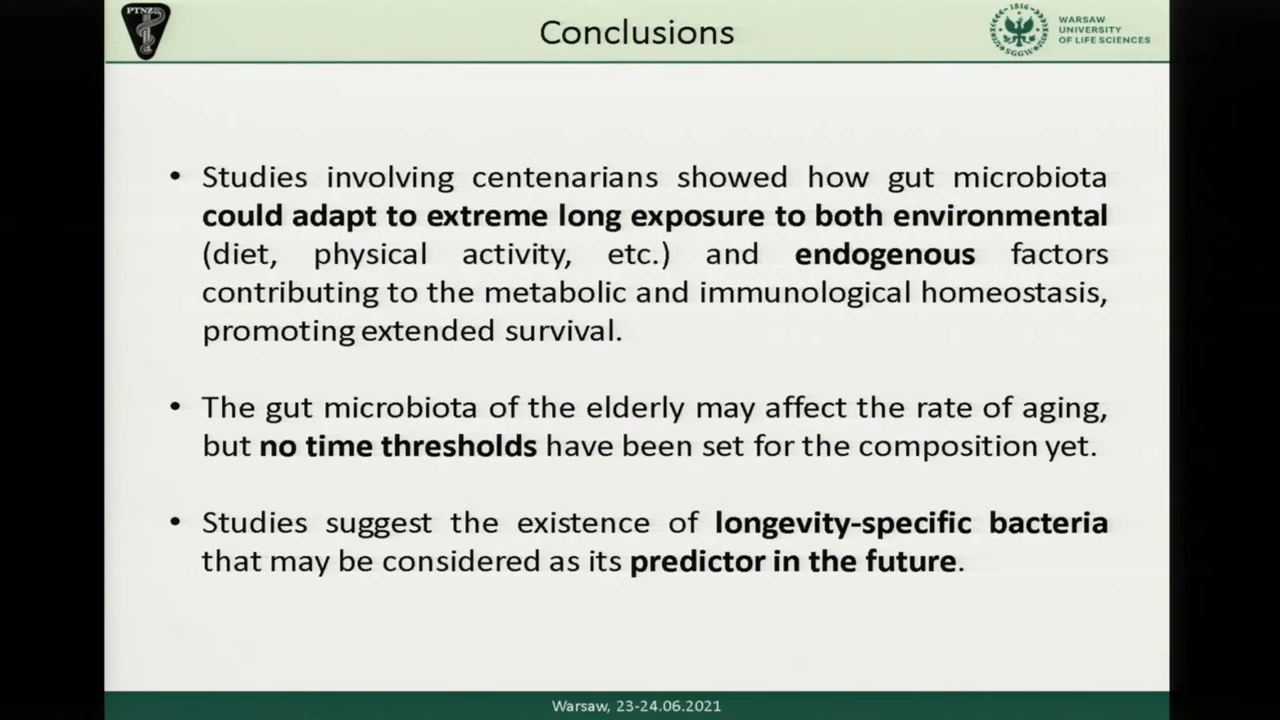 PTNZ
Conclusions
1816
SGGW
WARSAW
UNIVERSITY
OF LIFE SCIENCES
• Studies involving centenarians showed how gut microbiota
could adapt to extreme long exposure to both environmental
(diet, physical activity, etc.) and endogenous factors
contributing to the metabolic and immunological homeostasis,
promoting extended survival.
• The gut microbiota of the elderly may affect the rate of aging,
but no time thresholds have been set for the composition yet.
• Studies suggest the existence of longevity-specific bacteria
that may be considered as its predictor in the future.
Warsaw, 23-24.06.2021